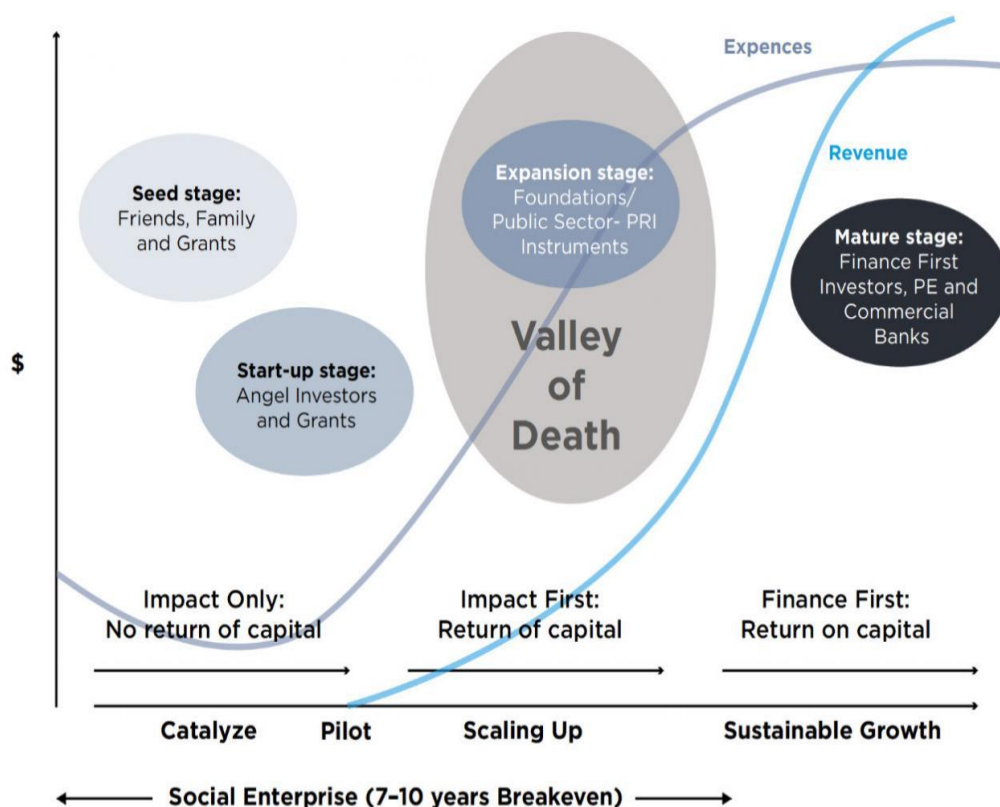 Expences
Revenue
Seed stage:
Friends, Family
and Grants
Expansion stage:
Foundations/
Public Sector- PRI
Instruments
Mature stage:
Finance First
Investors, PE and
Commercial
Banks
Start-up stage:
Angel Investors
and Grants
Valley
of
Death
$
Impact Only:
No return of capital
Impact First:
Return of capital
Finance First:
Return on capital
Catalyze
Pilot
Scaling Up
Sustainable Growth
Social Enterprise (7–10 years Breakeven)